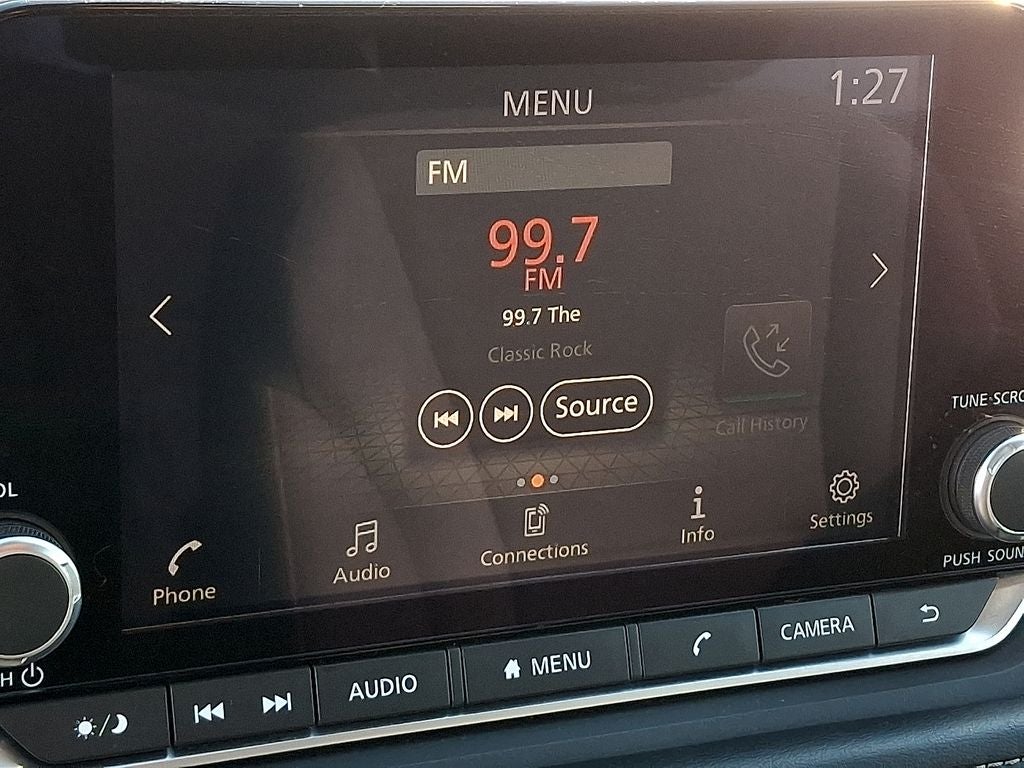 MENU
1:27
FM
99.7
FM
99.7 The
Classic Rock
Source
Call History
Phone
Audio
Connections
Info
Settings
OL
TUNE·SCRO
PUSH SOUN
H
AUDIO
MENU
CAMERA